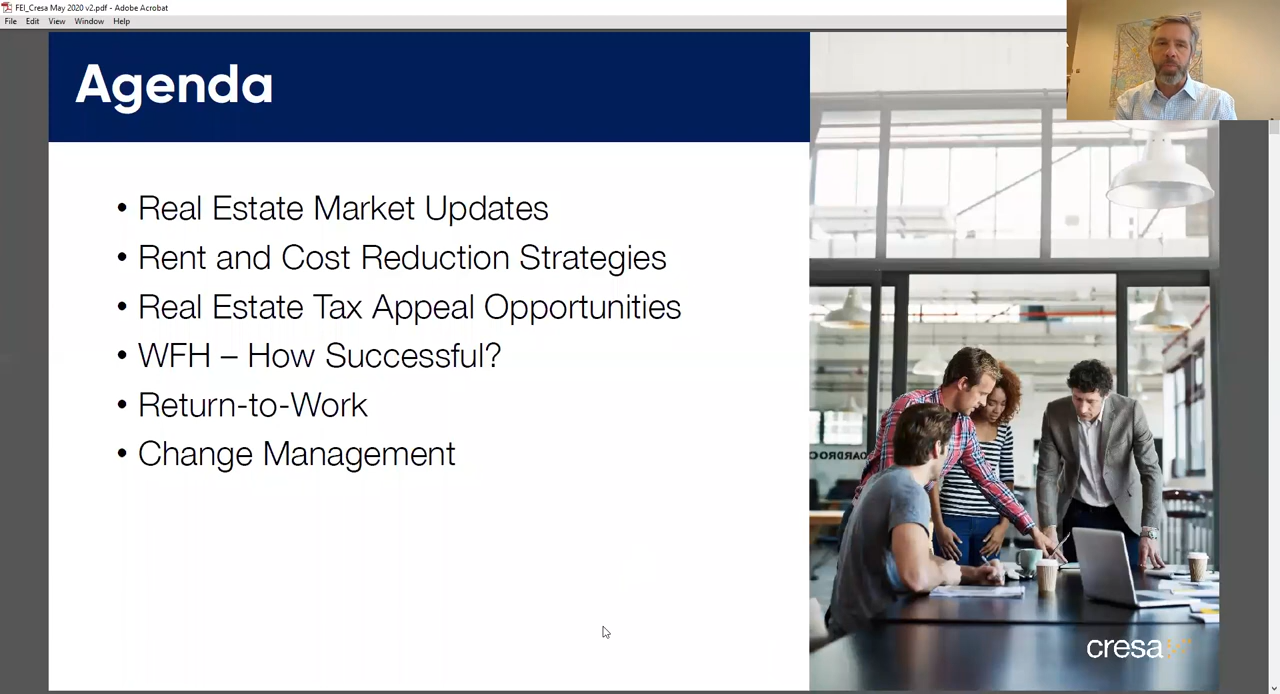 FEI_Cresa May 2020 v2.pdf - Adobe Acrobat
File Edit View Window Help
Agenda
• Real Estate Market Updates
• Rent and Cost Reduction Strategies
• Real Estate Tax Appeal Opportunities
• WFH – How Successful?
• Return-to-Work
• Change Management
cresa